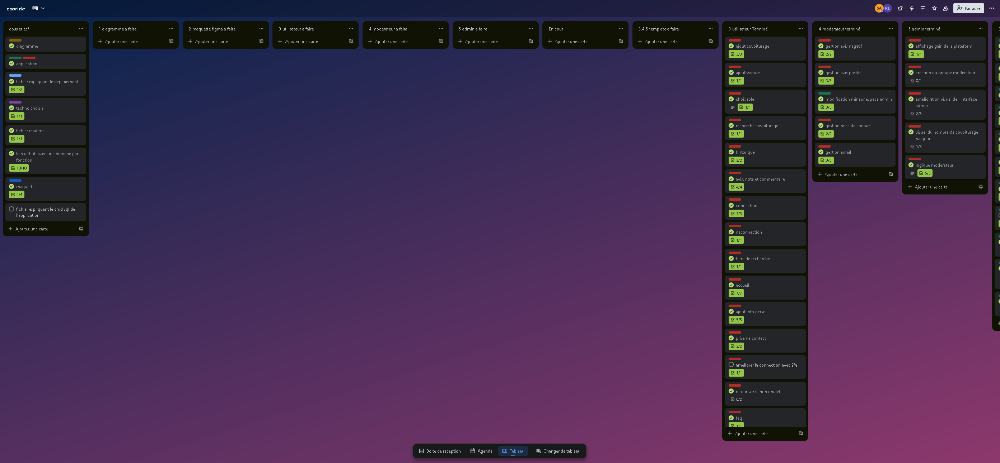 ecoride
SA RL
Partager
dossier ecf
diagramme
application
fichier expliquant le deploiement
2/2
techno choisis
1/1
fichier read.me
1/1
lien github avec une branche par
fonction
10/10
maquette
4/4
fichier expliquant le crud sql de
l'application
Ajouter une carte
1 diagramme a faire
Ajouter une carte
2 maquette figma a faire
Ajouter une carte
3 utilisateur a faire
Ajouter une carte
4 moderateur a faire
Ajouter une carte
5 admin a faire
Ajouter une carte
En cour
Ajouter une carte
3.4.5 template a faire
Ajouter une carte
3 utilisateur Terminé
ajout covoiturage
3/3
ajout voiture
1/1
choix role
1/1
recherche covoiturage
1/1
historique
2/2
avis, note et commentaire
4/4
connection
3/3
deconnection
1/1
filtre de recherche
1/1
accueil
7/7
ajout info perso
5/5
prise de contact
2/2
ameliorer la connection avec 2fa
1/1
retour sur le bon onglet
0/2
faq
1/1
Ajouter une carte
4 moderateur terminé
gestion avis negatif
2/2
gestion avis positif
3/3
modification mineur espace admin
3/3
gestion prise de contact
2/2
gestion email
3/3
Ajouter une carte
5 admin terminé
affichage gain de la plateform
1/1
creation du groupe moderateur
0/1
amelioration visuel de l'interface
admin
2/3
visuel du nombre de covoiturage
par jour
1/3
logique moderateur
5/5
Ajouter une carte
Boîte de réception
Agenda
Tableau
Changer de tableau